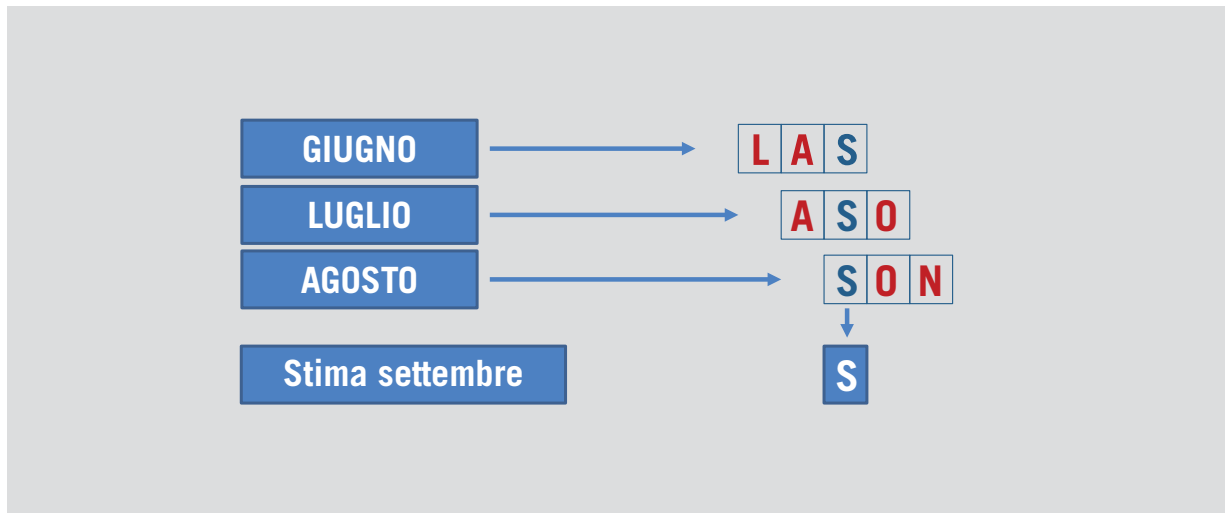 GIUGNO L A S
LUGLIO A S O
AGOSTO S O N
Stima settembre S